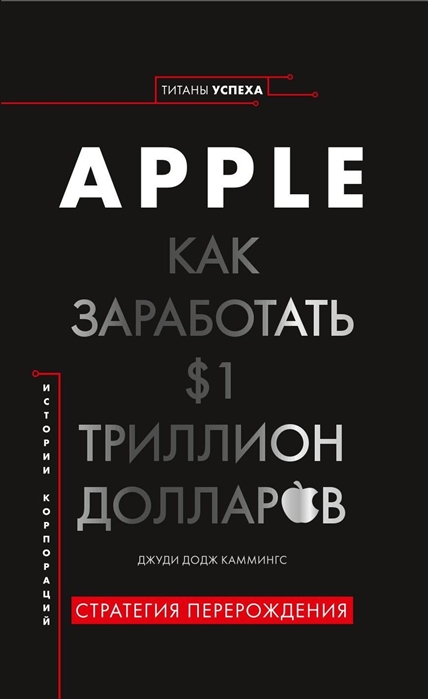 ТИТАНЫ УСПЕХА
APPLE
КАК
ЗАРАБОТАТЬ
$1
ТРИЛЛИОН
ДОЛЛАРОВ
ДЖУДИ ДОДЖ КАММИНГС
СТРАТЕГИЯ ПЕРЕРОЖДЕНИЯ
ИСТОРИИ КОРПОРАЦИЙ